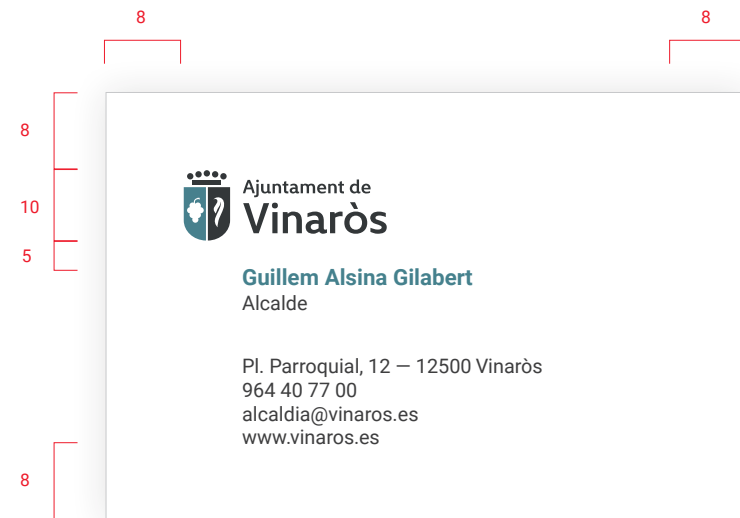 8
8
8
10
5
8
Ajuntament de
Vinaròs
Guillem Alsina Gilabert
Alcalde
Pl. Parroquial, 12 — 12500 Vinaròs
964 40 77 00
alcaldia@vinaros.es
www.vinaros.es